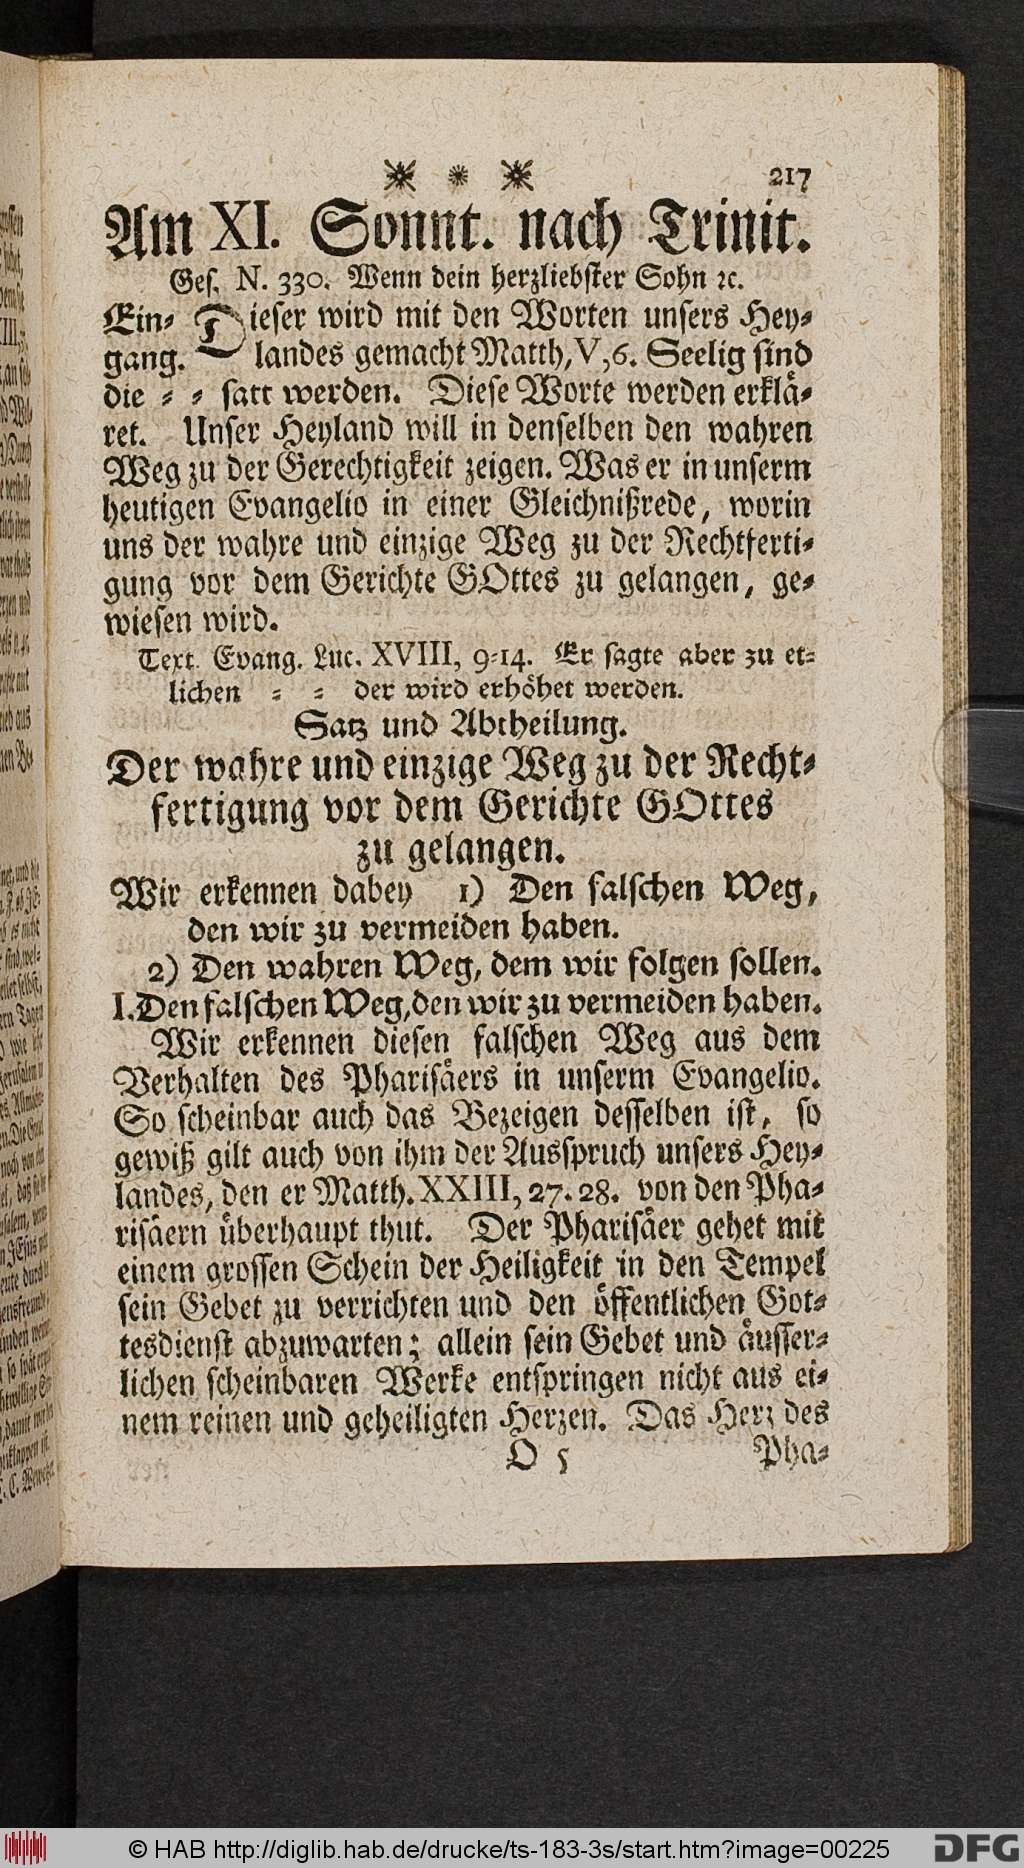 217
Am XI. Sonnt. nach Trinit.
Ges. N. 330. Wenn dein herzliebster Sohn ꝛc.
Ein⸗ Dieser wird mit den Worten unsers Hey⸗
gang. landes gemacht Matth, V, 6. Seelig sind
die ⸗ ⸗ satt werden. Diese Worte werden erklä⸗
ret. Unser Heyland will in denselben den wahren
Weg zu der Gerechtigkeit zeigen. Was er in unserm
heutigen Evangelio in einer Gleichnißrede, worin
uns der wahre und einzige Weg zu der Rechtferti⸗
gung vor dem Gerichte GOttes zu gelangen, ge⸗
wiesen wird.
Text. Evang. Luc. XVIII, 9⸗14. Er sagte aber zu et⸗
lichen ⸗ ⸗ der wird erhöhet werden.
Satz und Abtheilung.
Der wahre und einzige Weg zu der Recht⸗
fertigung vor dem Gerichte GOttes
zu gelangen.
Wir erkennen dabey 1) Den falschen Weg,
den wir zu vermeiden haben.
2) Den wahren Weg, dem wir folgen sollen.
I. Den falschen Weg, den wir zu vermeiden haben.
Wir erkennen diesen falschen Weg aus dem
Verhalten des Pharisäers in unserm Evangelio.
So scheinbar auch das Bezeigen desselben ist, so
gewiß gilt auch von ihm der Ausspruch unsers Hey⸗
landes, den er Matth. XXIII, 27. 28. von den Pha⸗
risäern überhaupt thut. Der Pharisäer gehet mit
einem grossen Schein der Heiligkeit in den Tempel
sein Gebet zu verrichten und den öffentlichen Got⸗
tesdienst abzuwarten; allein sein Gebet und äusser⸗
lichen scheinbaren Werke entspringen nicht aus ei⸗
nem reinen und geheiligten Herzen. Das Herz des
O 5 Pha⸗
© HAB http://diglib.hab.de/drucke/ts-183-3s/start.htm?image=00225
DFG